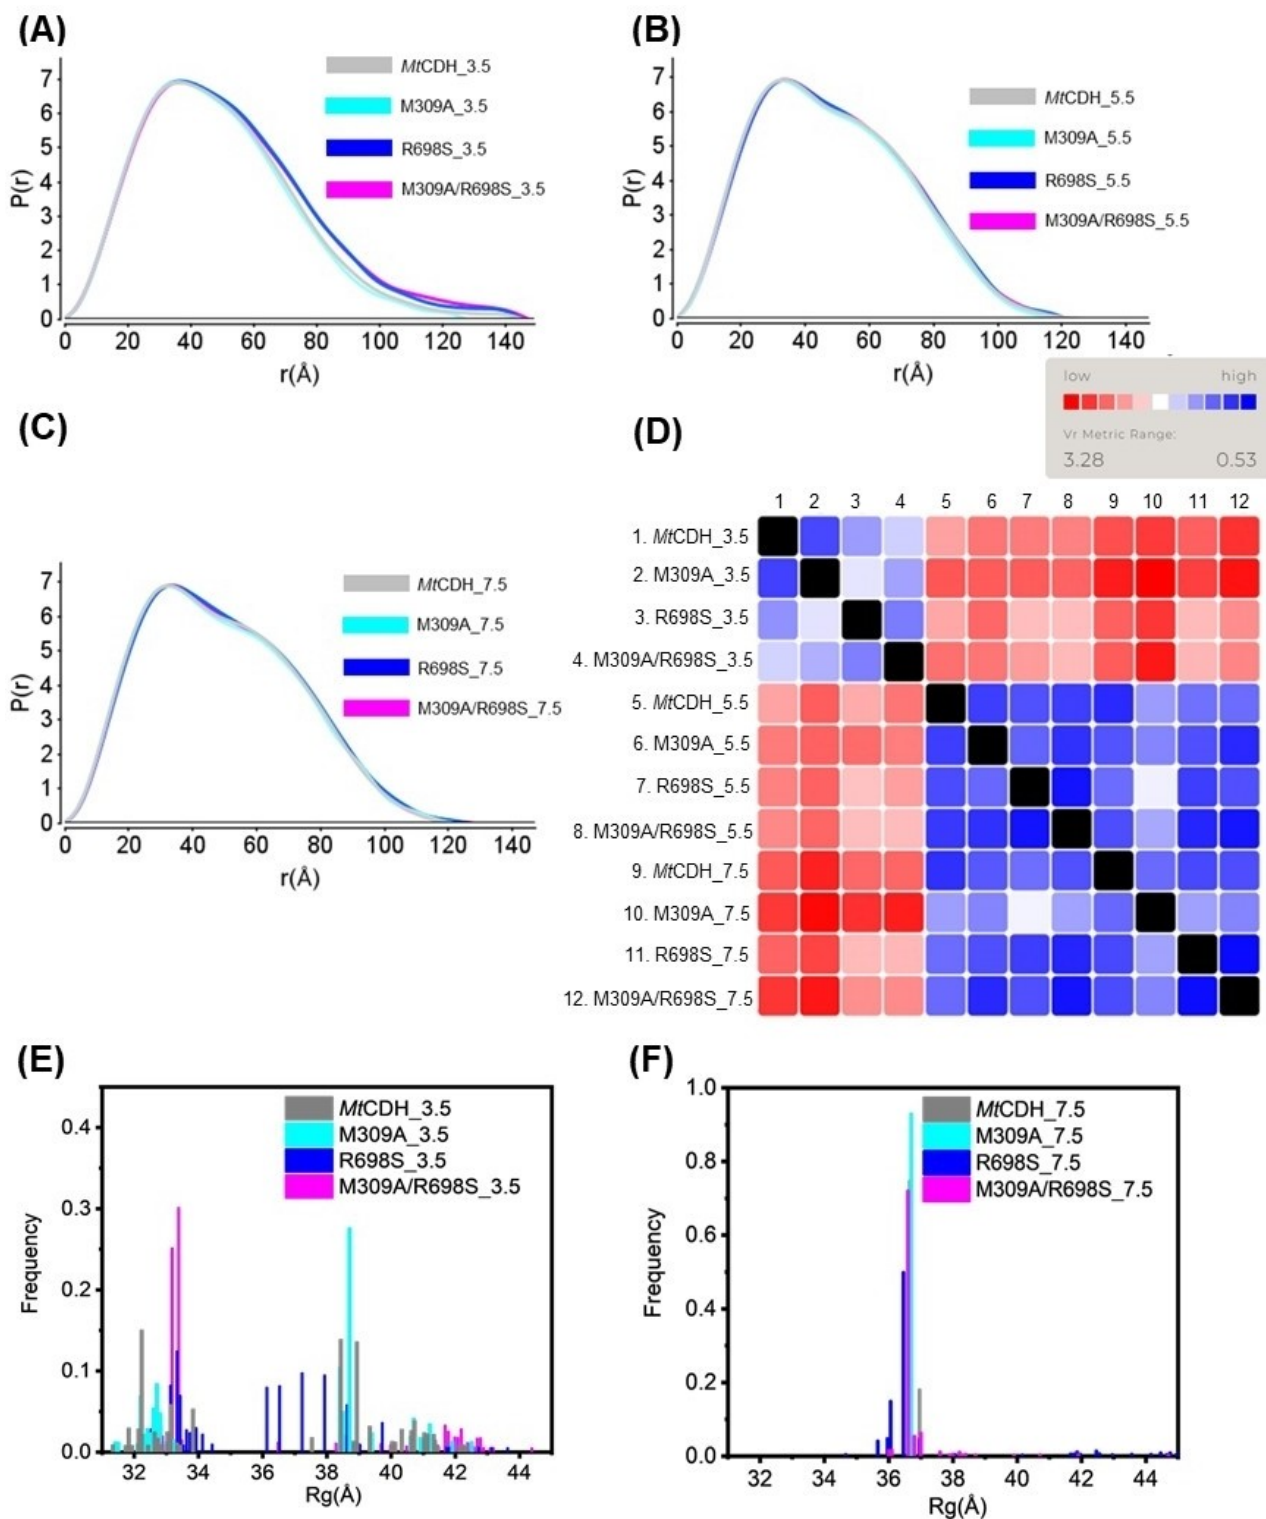 (A)
7
6
5
4
3
2
1
0
P(r)
MtCDH_3.5
M309A_3.5
R698S_3.5
M309A/R698S_3.5
0 20 40 60 80 100 120 140
r(Å)
(B)
7
6
5
4
3
2
1
0
P(r)
MtCDH_5.5
M309A_5.5
R698S_5.5
M309A/R698S_5.5
0 20 40 60 80 100 120 140
r(Å)
(C)
7
6
5
4
3
2
1
0
P(r)
MtCDH_7.5
M309A_7.5
R698S_7.5
M309A/R698S_7.5
0 20 40 60 80 100 120 140
r(Å)
(D)
low high
Vr Metric Range:
3.28 0.53
1 2 3 4 5 6 7 8 9 10 11 12
1. MtCDH_3.5
2. M309A_3.5
3. R698S_3.5
4. M309A/R698S_3.5
5. MtCDH_5.5
6. M309A_5.5
7. R698S_5.5
8. M309A/R698S_5.5
9. MtCDH_7.5
10. M309A_7.5
11. R698S_7.5
12. M309A/R698S_7.5
(E)
0.4
0.3
0.2
0.1
0.0
Frequency
MtCDH_3.5
M309A_3.5
R698S_3.5
M309A/R698S_3.5
32 34 36 38 40 42 44
Rg(Å)
(F)
1.0
0.8
0.6
0.4
0.2
0.0
Frequency
MtCDH_7.5
M309A_7.5
R698S_7.5
M309A/R698S_7.5
32 34 36 38 40 42 44
Rg(Å)